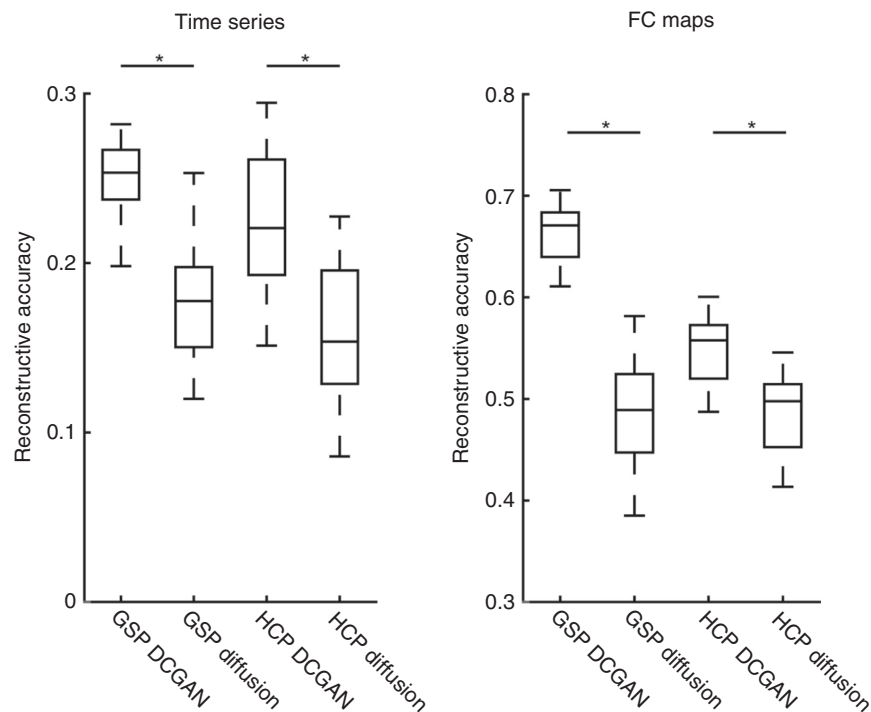 Time series
*
*
0.3
0.2
0.1
0
Reconstructive accuracy
GSP DCGAN
GSP diffusion
HCP DCGAN
HCP diffusion
FC maps
*
*
0.8
0.7
0.6
0.5
0.4
0.3
Reconstructive accuracy
GSP DCGAN
GSP diffusion
HCP DCGAN
HCP diffusion